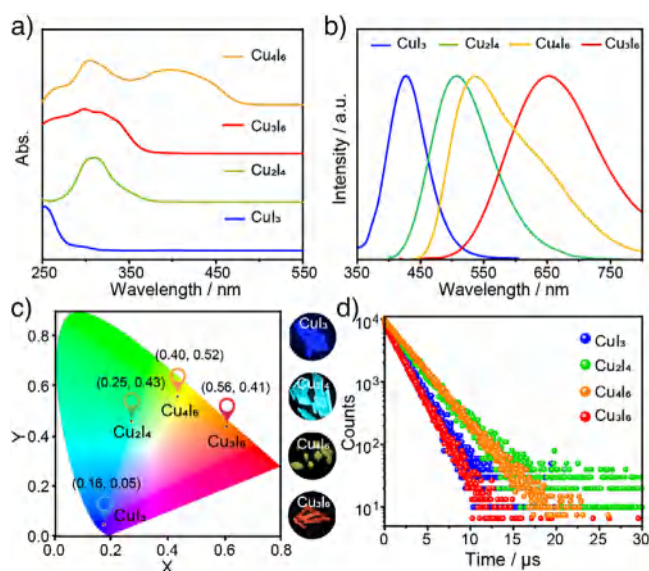 a)
Cu₄I₆
Cu₃I₆
Cu₂I₄
CuI₃
Abs.
250 350 450 550
Wavelength / nm
b)
CuI₃ Cu₂I₄ Cu₄I₆ Cu₃I₆
Intensity / a.u.
350 450 550 650 750
Wavelength / nm
c)
0.8
0.6
0.4
0.2
0.0
Y
(0.40, 0.52)
(0.25, 0.43)
(0.56, 0.41)
Cu₄I₆
Cu₂I₄
Cu₃I₆
(0.16, 0.05)
CuI₃
0.0 0.2 0.4 0.6 0.8
X
CuI₃
Cu₂I₄
Cu₄I₆
Cu₃I₆
d)
10⁴
10³
10²
10¹
Counts
CuI₃
Cu₂I₄
Cu₄I₆
Cu₃I₆
0 5 10 15 20 25 30
Time / μs